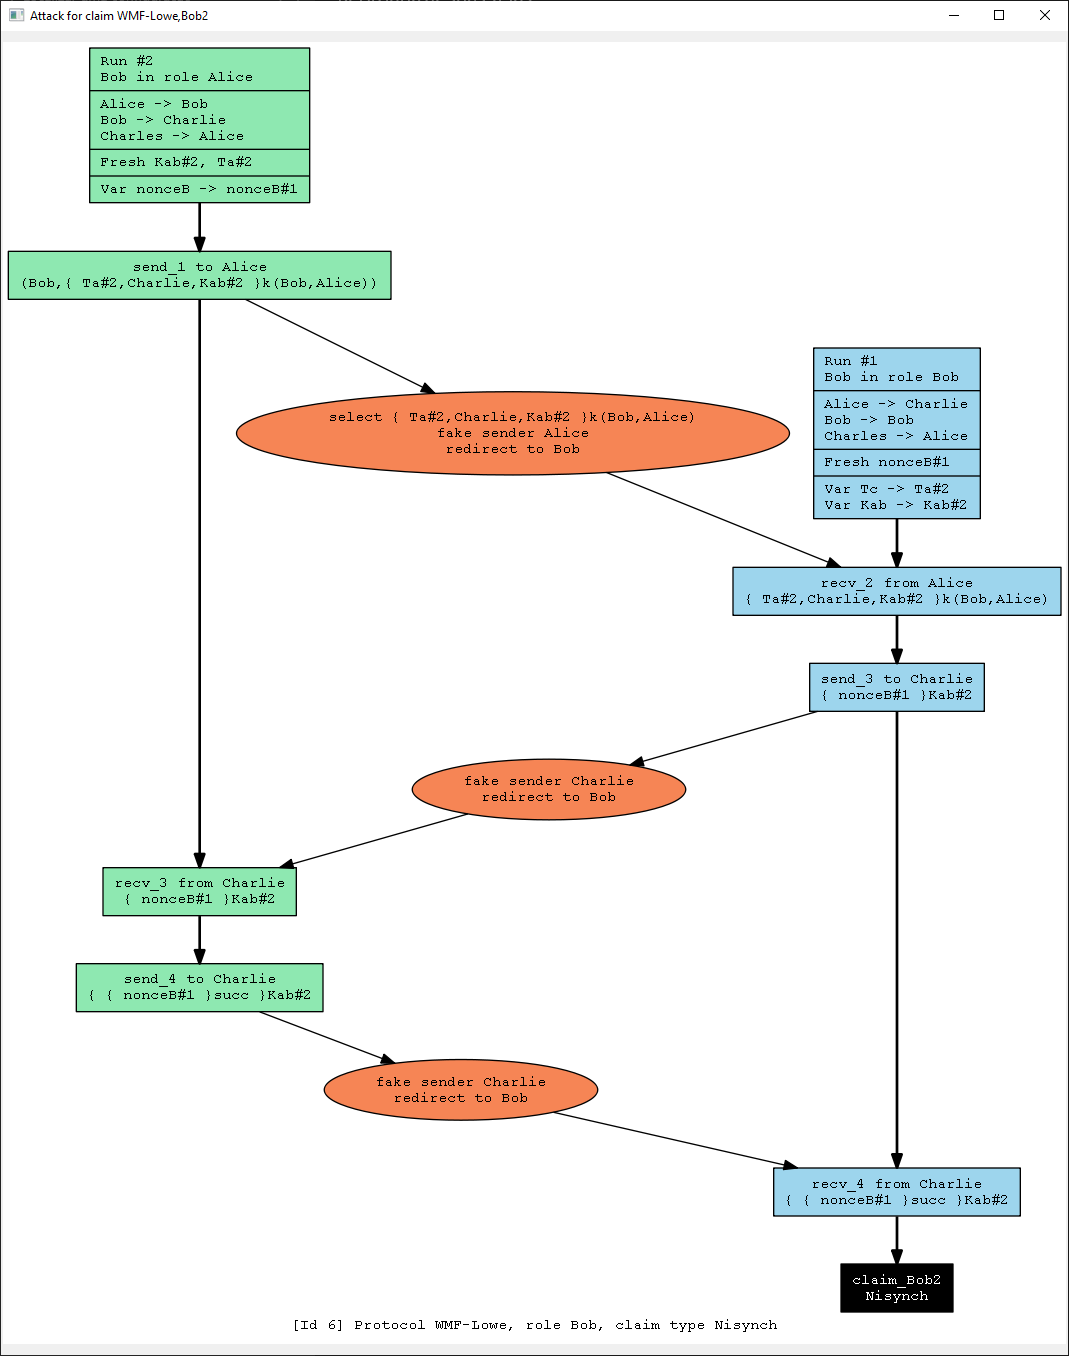 Attack for claim WMF-Lowe,Bob2
Run #2
Bob in role Alice
Alice -> Bob
Bob -> Charlie
Charles -> Alice
Fresh Kab#2, Ta#2
Var nonceB -> nonceB#1
send_1 to Alice
(Bob,{ Ta#2,Charlie,Kab#2 }k(Bob,Alice))
select { Ta#2,Charlie,Kab#2 }k(Bob,Alice)
fake sender Alice
redirect to Bob
Run #1
Bob in role Bob
Alice -> Charlie
Bob -> Bob
Charles -> Alice
Fresh nonceB#1
Var Tc -> Ta#2
Var Kab -> Kab#2
recv_2 from Alice
{ Ta#2,Charlie,Kab#2 }k(Bob,Alice)
send_3 to Charlie
{ nonceB#1 }Kab#2
fake sender Charlie
redirect to Bob
recv_3 from Charlie
{ nonceB#1 }Kab#2
send_4 to Charlie
{ { nonceB#1 }succ }Kab#2
fake sender Charlie
redirect to Bob
recv_4 from Charlie
{ { nonceB#1 }succ }Kab#2
claim_Bob2
Nisynch
[Id 6] Protocol WMF-Lowe, role Bob, claim type Nisynch